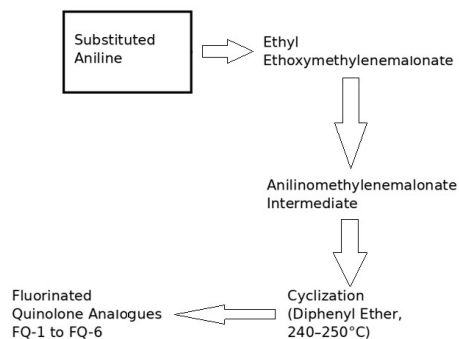 Substituted
Aniline
Ethyl
Ethoxymethylenemalonate
Anilinomethylenemalonate
Intermediate
Cyclization
(Diphenyl Ether,
240–250°C)
Fluorinated
Quinolone Analogues
FQ-1 to FQ-6